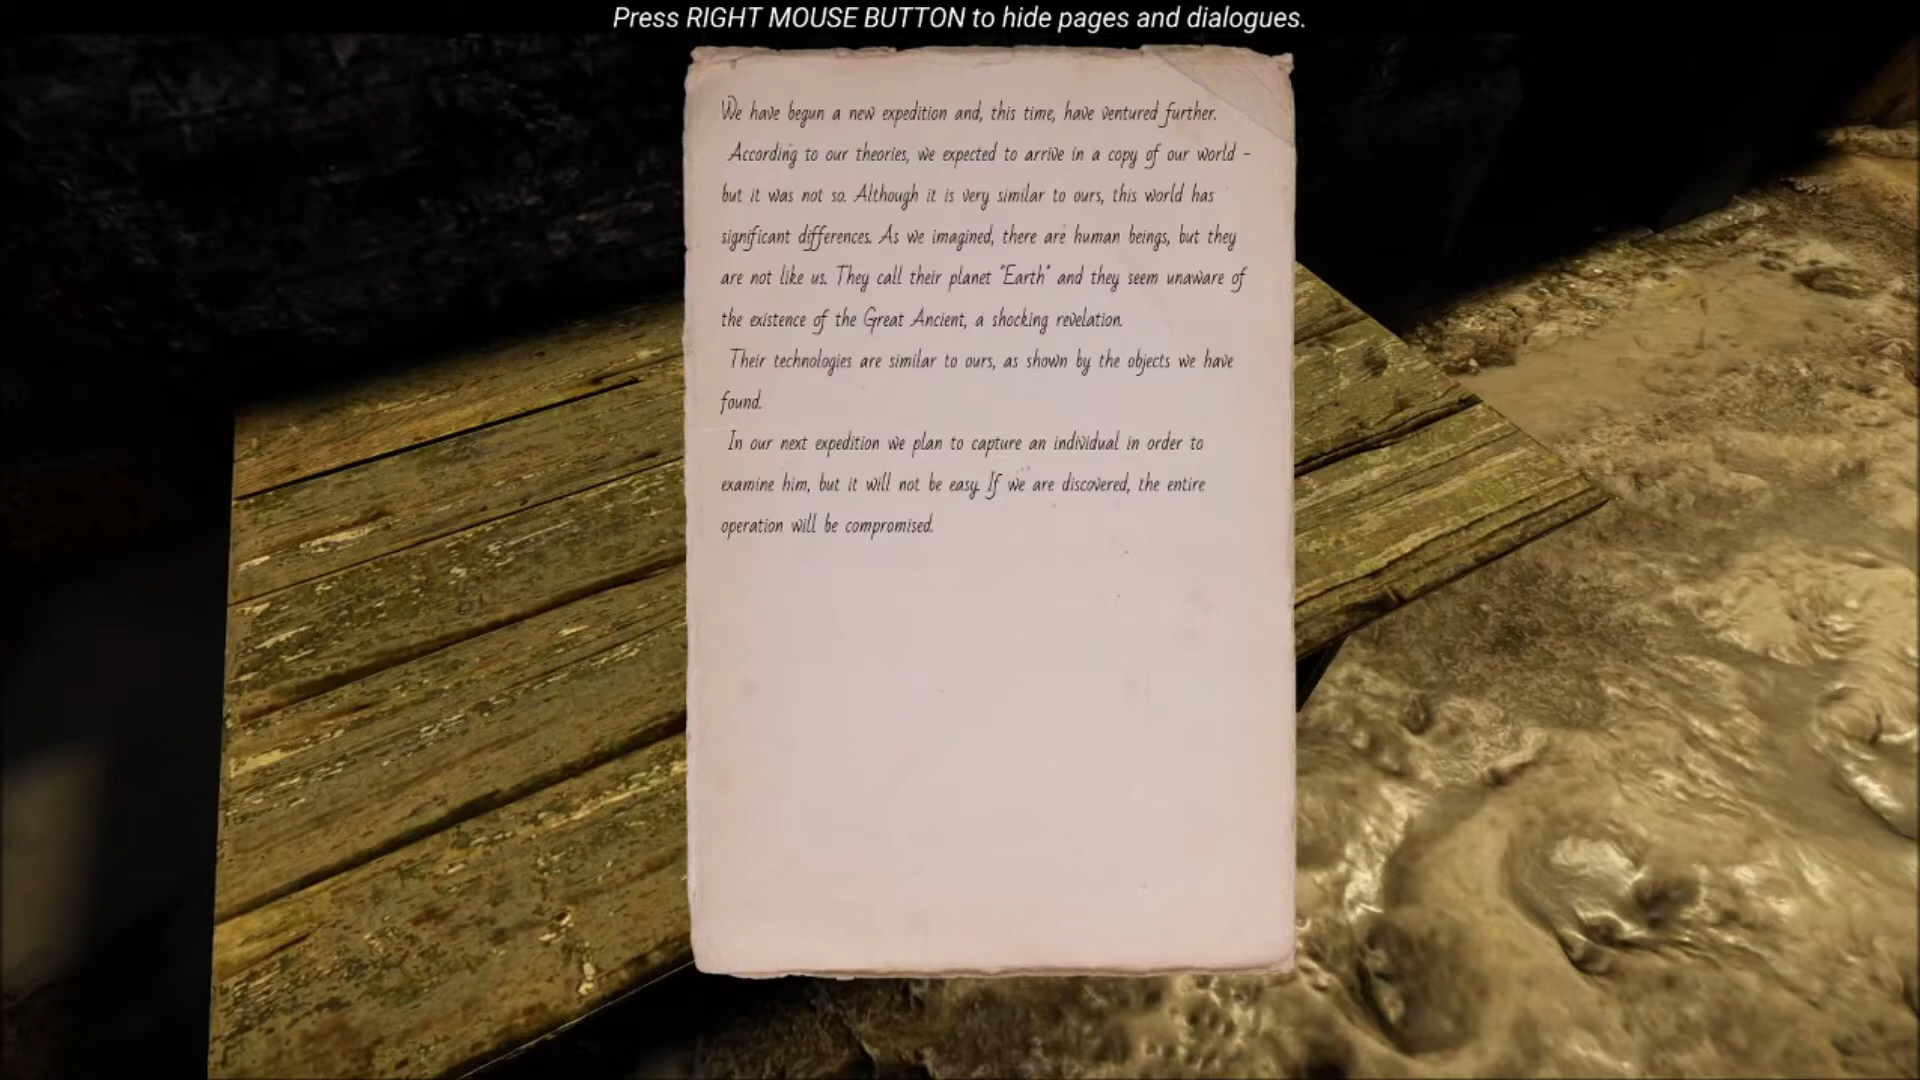 Press RIGHT MOUSE BUTTON to hide pages and dialogues.
We have begun a new expedition and, this time, have ventured further.
According to our theories, we expected to arrive in a copy of our world -
but it was not so. Although it is very similar to ours, this world has
significant differences. As we imagined, there are human beings, but they
are not like us. They call their planet "Earth" and they seem unaware of
the existence of the Great Ancient, a shocking revelation.
Their technologies are similar to ours, as shown by the objects we have
found.
In our next expedition we plan to capture an individual in order to
examine him, but it will not be easy. If we are discovered, the entire
operation will be compromised.